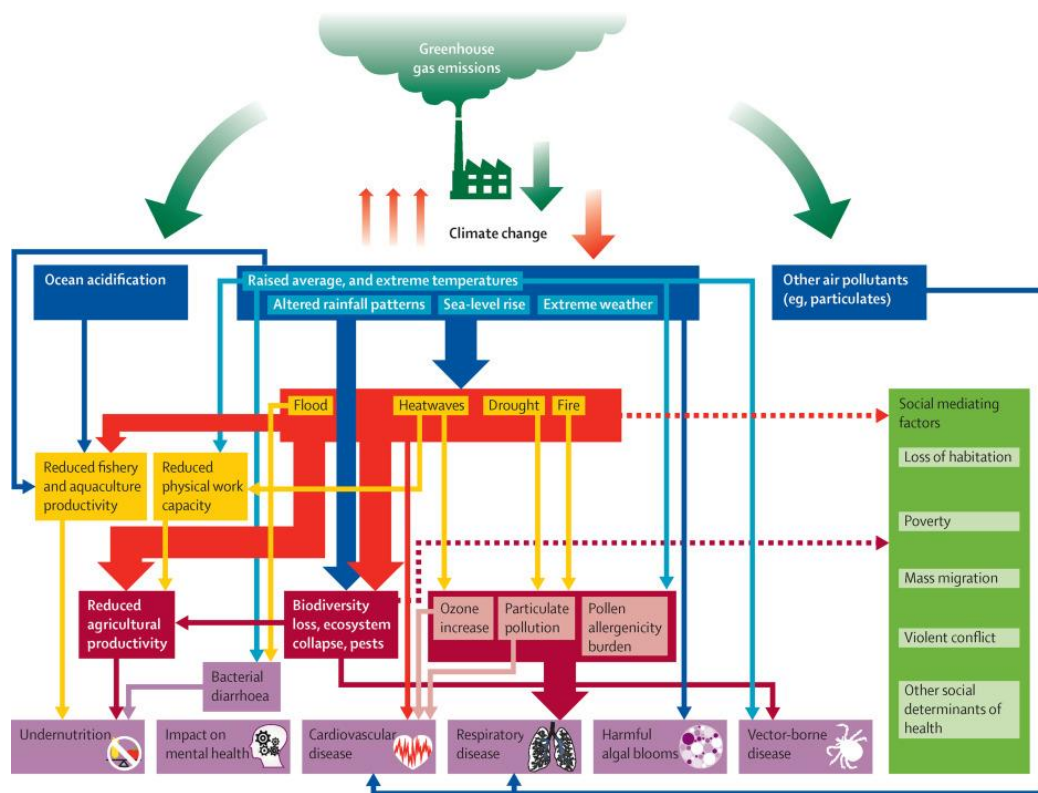 Greenhouse
gas emissions
Climate change
Ocean acidification
Raised average, and extreme temperatures
Altered rainfall patterns
Sea-level rise
Extreme weather
Other air pollutants
(eg, particulates)
Flood
Heatwaves
Drought
Fire
Social mediating
factors
Loss of habitation
Poverty
Mass migration
Violent conflict
Other social
determinants of
health
Reduced fishery
and aquaculture
productivity
Reduced
physical work
capacity
Reduced
agricultural
productivity
Biodiversity
loss, ecosystem
collapse, pests
Ozone
increase
Particulate
pollution
Pollen
allergenicity
burden
Bacterial
diarrhoea
Undernutrition
Impact on
mental health
Cardiovascular
disease
Respiratory
disease
Harmful
algal blooms
Vector-borne
disease